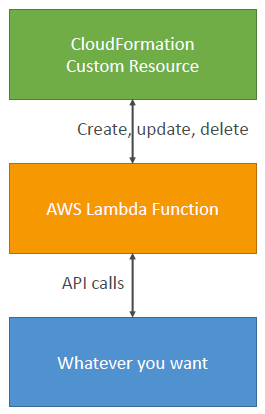 CloudFormation
Custom Resource
Create, update, delete
AWS Lambda Function
API calls
Whatever you want